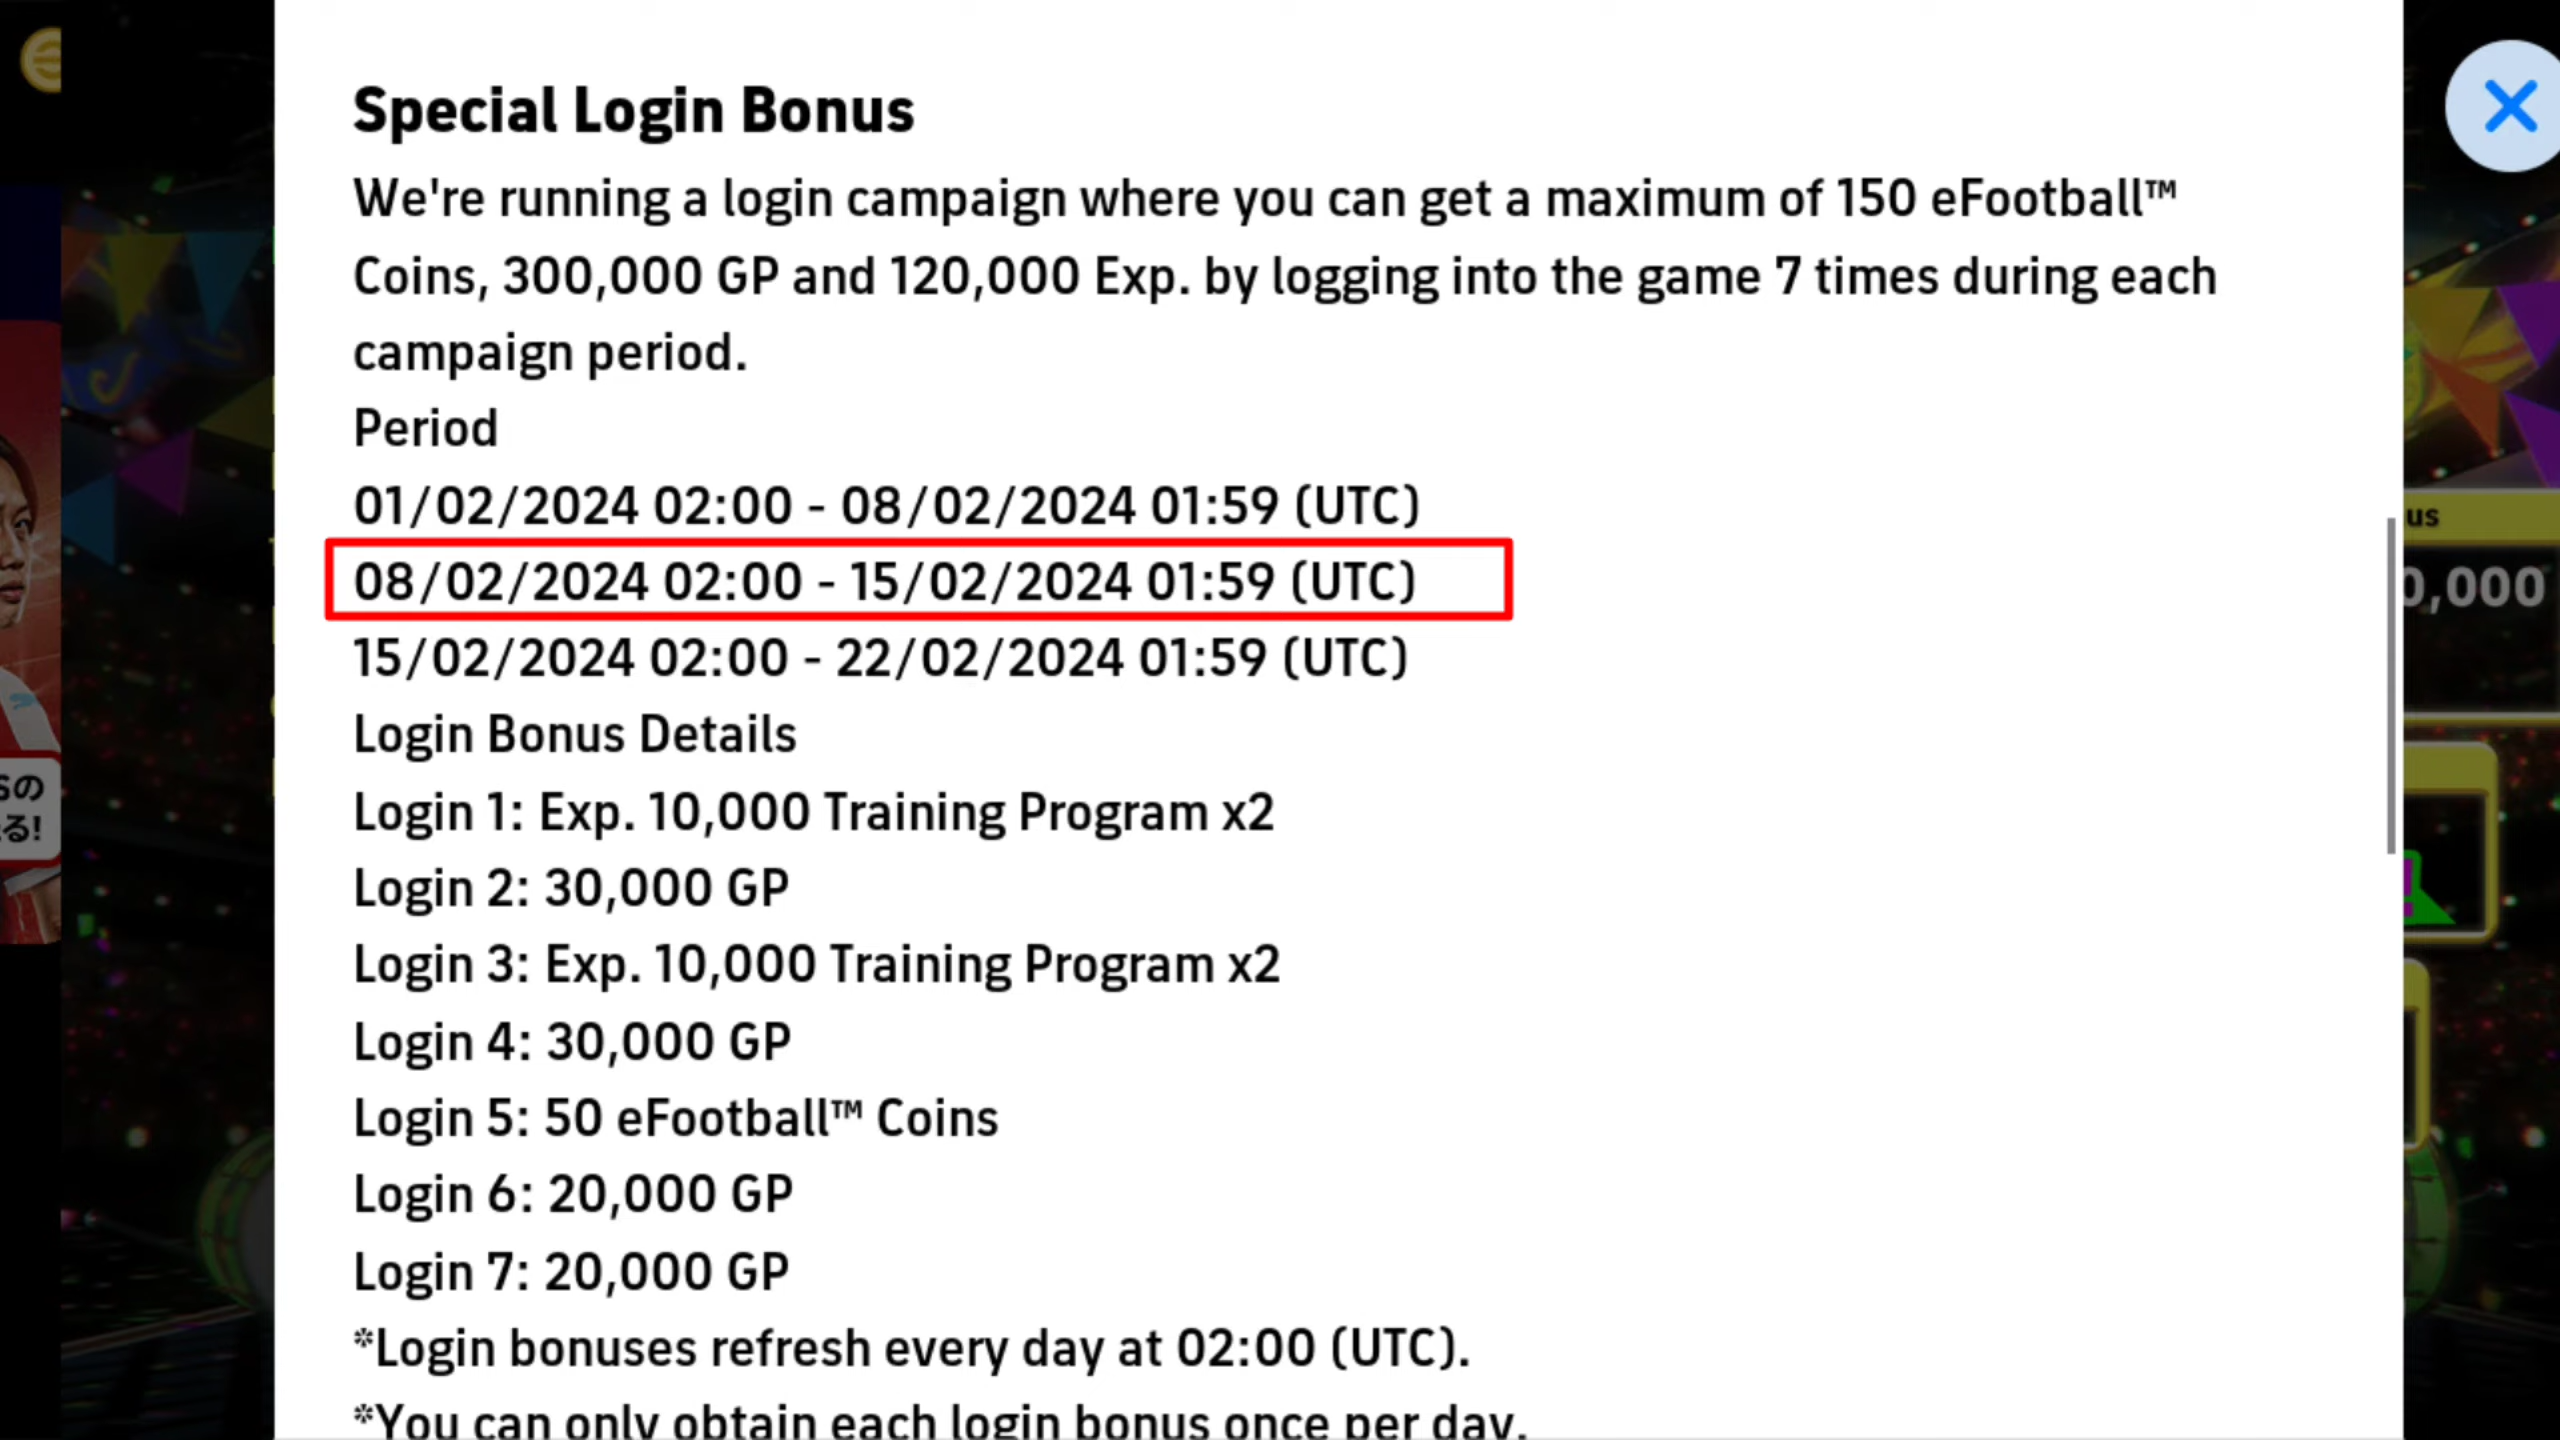 Special Login Bonus
We're running a login campaign where you can get a maximum of 150 eFootball™
Coins, 300,000 GP and 120,000 Exp. by logging into the game 7 times during each
campaign period.
Period
01/02/2024 02:00 - 08/02/2024 01:59 (UTC)
08/02/2024 02:00 - 15/02/2024 01:59 (UTC)
15/02/2024 02:00 - 22/02/2024 01:59 (UTC)
Login Bonus Details
Login 1: Exp. 10,000 Training Program x2
Login 2: 30,000 GP
Login 3: Exp. 10,000 Training Program x2
Login 4: 30,000 GP
Login 5: 50 eFootball™ Coins
Login 6: 20,000 GP
Login 7: 20,000 GP
*Login bonuses refresh every day at 02:00 (UTC).
*You can only obtain each login bonus once per day.
us
0,000
Sの
る!